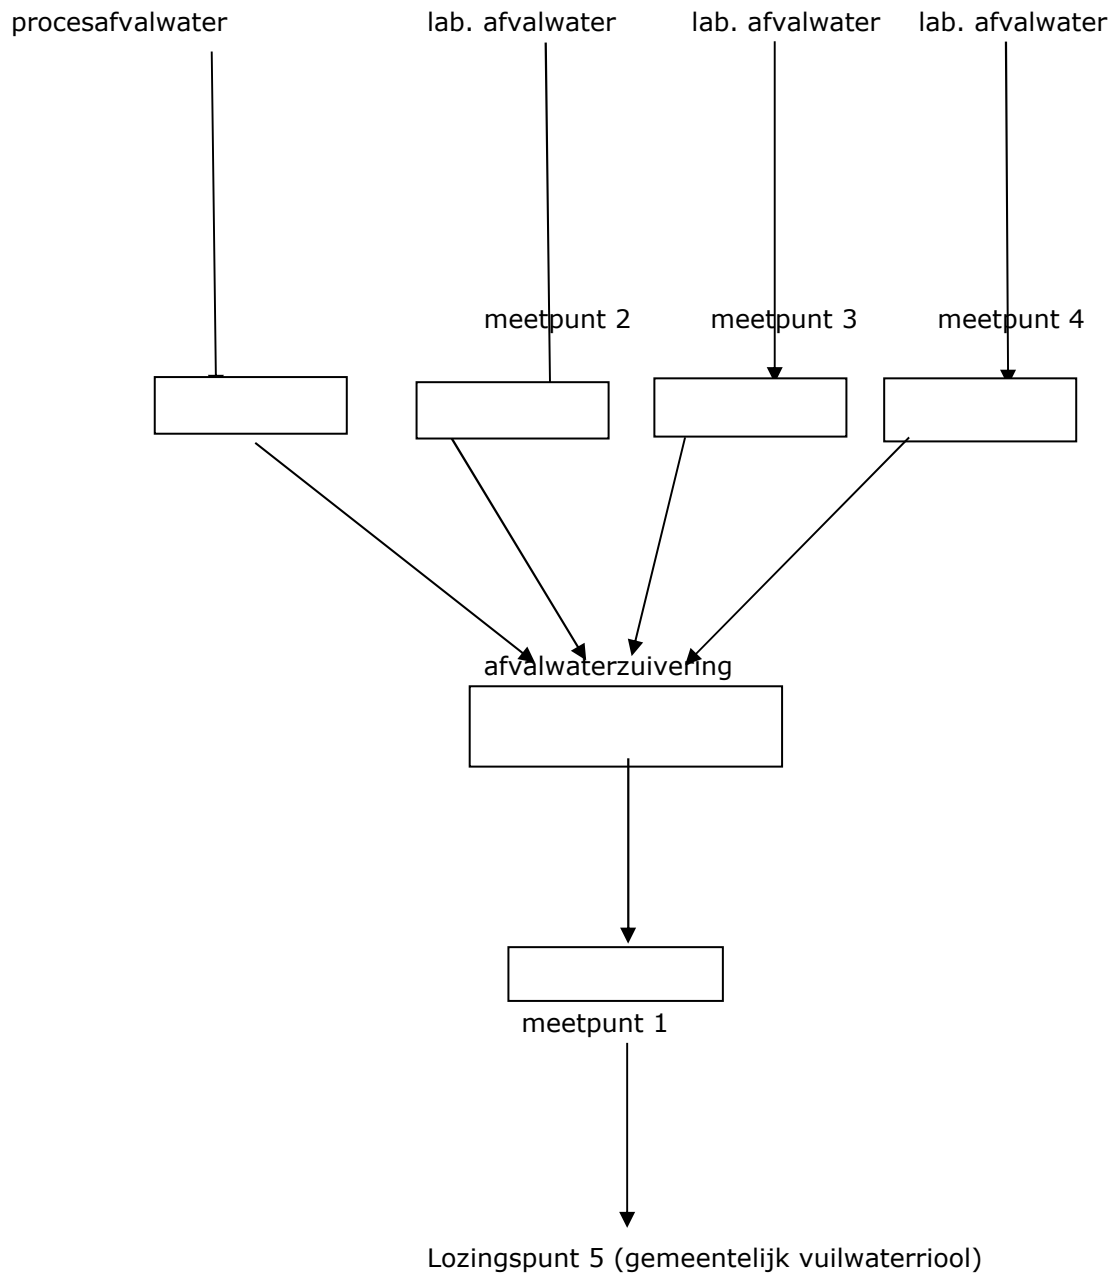 procesafvalwater lab. afvalwater lab. afvalwater lab. afvalwater
meetpunt 2 meetpunt 3 meetpunt 4
afvalwaterzuivering
meetpunt 1
Lozingspunt 5 (gemeentelijk vuilwaterriool)